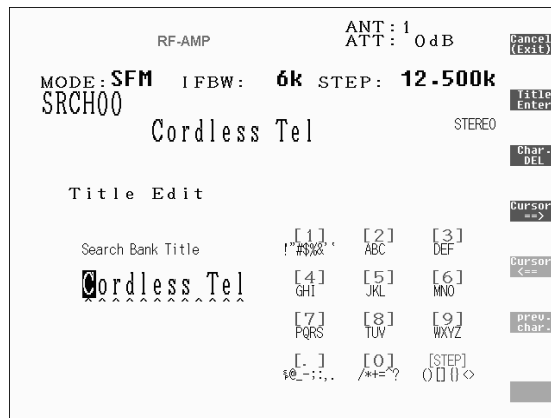 ANT: 1
RF-AMP ATT: 0dB
Cancel (Exit)
MODE: SFM IFBW: 6k STEP: 12.500k
SRCH00
Title Enter
Cordless Tel STEREO
Char. DEL
Title Edit
Cursor ==>
Search Bank Title
[1] [2] [3]
ABC DEF
Cursor <==
Cordless Tel
[4] [5] [6]
GHI JKL MNO
prev. char.
[7] [8] [9]
PQRS TUV WXYZ
[. ] [0] [STEP]
/*+=^? ()[]{}<>